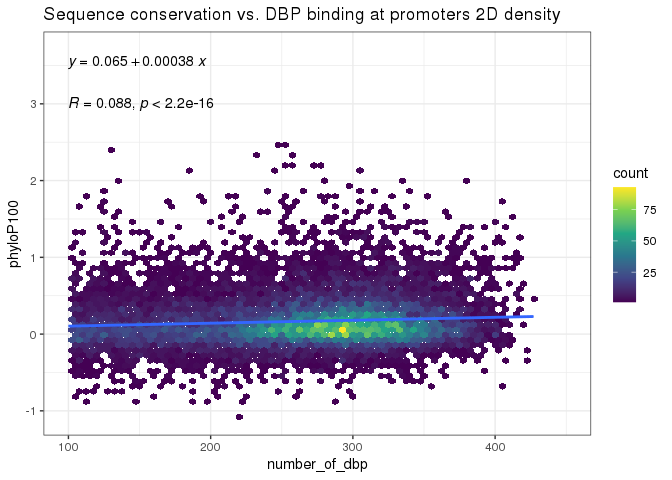 Sequence conservation vs. DBP binding at promoters 2D density
y = 0.065 + 0.00038 x
R = 0.088, p < 2.2e-16
phyloP100
3
2
1
0
-1
100
200
300
400
number_of_dbp
count
75
50
25